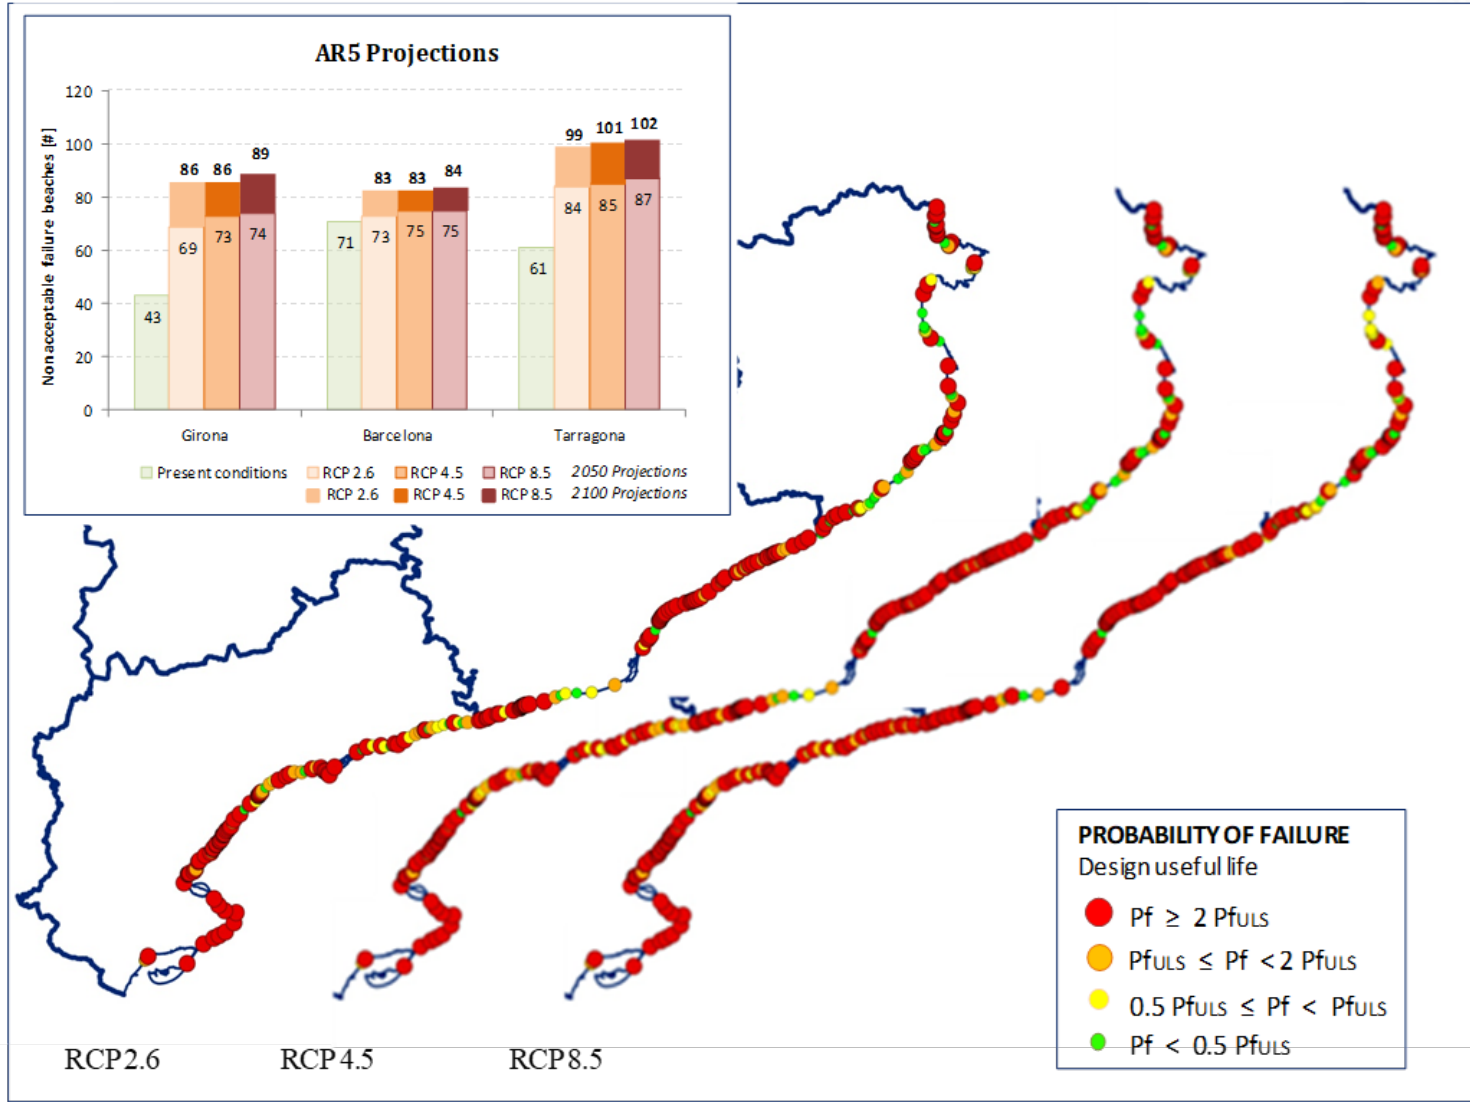 AR5 Projections
Non acceptable failure beaches [#]
120
100
80
60
40
20
0
86 86 89
69 73 74
43
83 83 84
71 73 75 75
99 101 102
84 85 87
61
Girona Barcelona Tarragona
Present conditions RCP 2.6 RCP 4.5 RCP 8.5 2050 Projections
RCP 2.6 RCP 4.5 RCP 8.5 2100 Projections
PROBABILITY OF FAILURE
Design useful life
Pf ≥ 2 PfULS
PfULS ≤ Pf < 2 PfULS
0.5 PfULS ≤ Pf < PfULS
Pf < 0.5 PfULS
RCP2.6 RCP4.5 RCP8.5